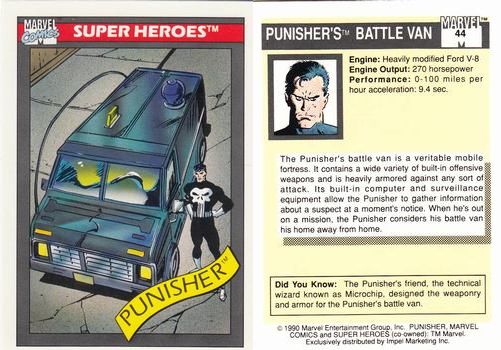 MARVEL
COMICS
M
SUPER HEROES™
PUNISHER™
PUNISHER'S™ BATTLE VAN
MARVEL™
44
M
Engine: Heavily modified Ford V-8
Engine Output: 270 horsepower
Performance: 0-100 miles per
hour acceleration: 9.4 sec.
The Punisher's battle van is a veritable mobile
fortress. It contains a wide variety of built-in offensive
weapons and is heavily armored against any sort of
attack. Its built-in computer and surveillance
equipment allow the Punisher to gather information
about a suspect at a moment's notice. When he's out
on a mission, the Punisher considers his battle van
his home away from home.
Did You Know: The Punisher's friend, the technical
wizard known as Microchip, designed the weaponry
and armor for the Punisher's battle van.
© 1990 Marvel Entertainment Group, Inc. PUNISHER, MARVEL
COMICS and SUPER HEROES (co-owned): TM Marvel.
Exclusively distributed by Impel Marketing Inc.